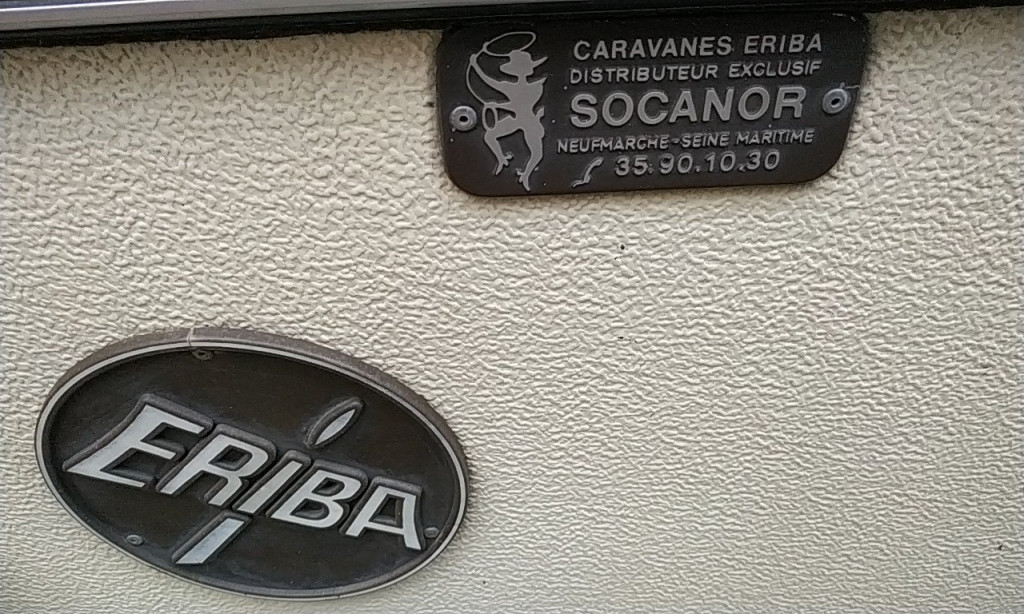 CARAVANES ERIBA
DISTRIBUTEUR EXCLUSIF
SOCANOR
NEUFMARCHE-SEINE MARITIME
35.90.10.30
ERIBA